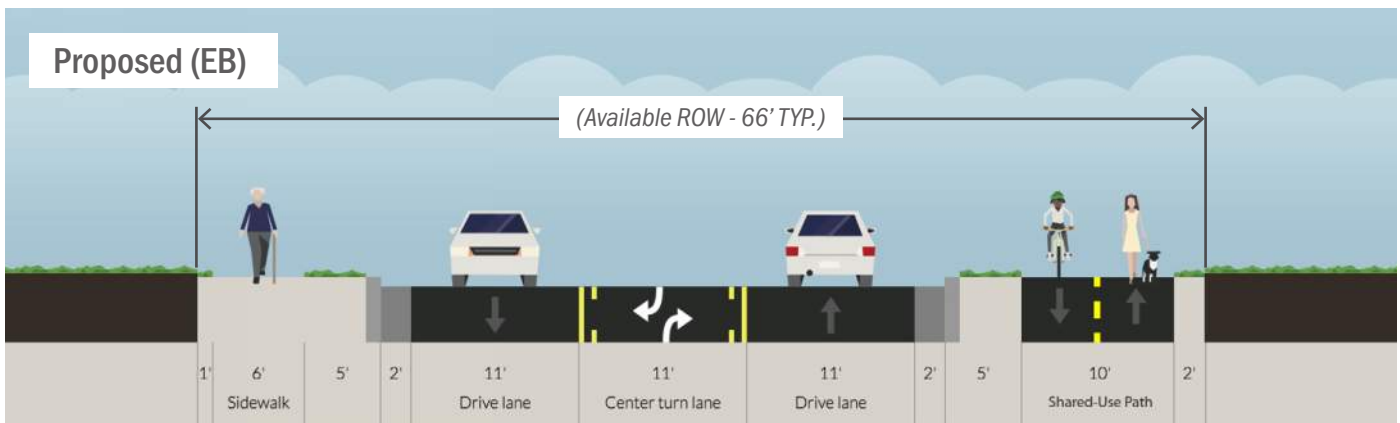 Proposed (EB)
(Available ROW - 66' TYP.)
1' 6' 5' 2' 11' 11' 11' 2' 5' 10' 2'
Sidewalk Drive lane Center turn lane Drive lane Shared-Use Path